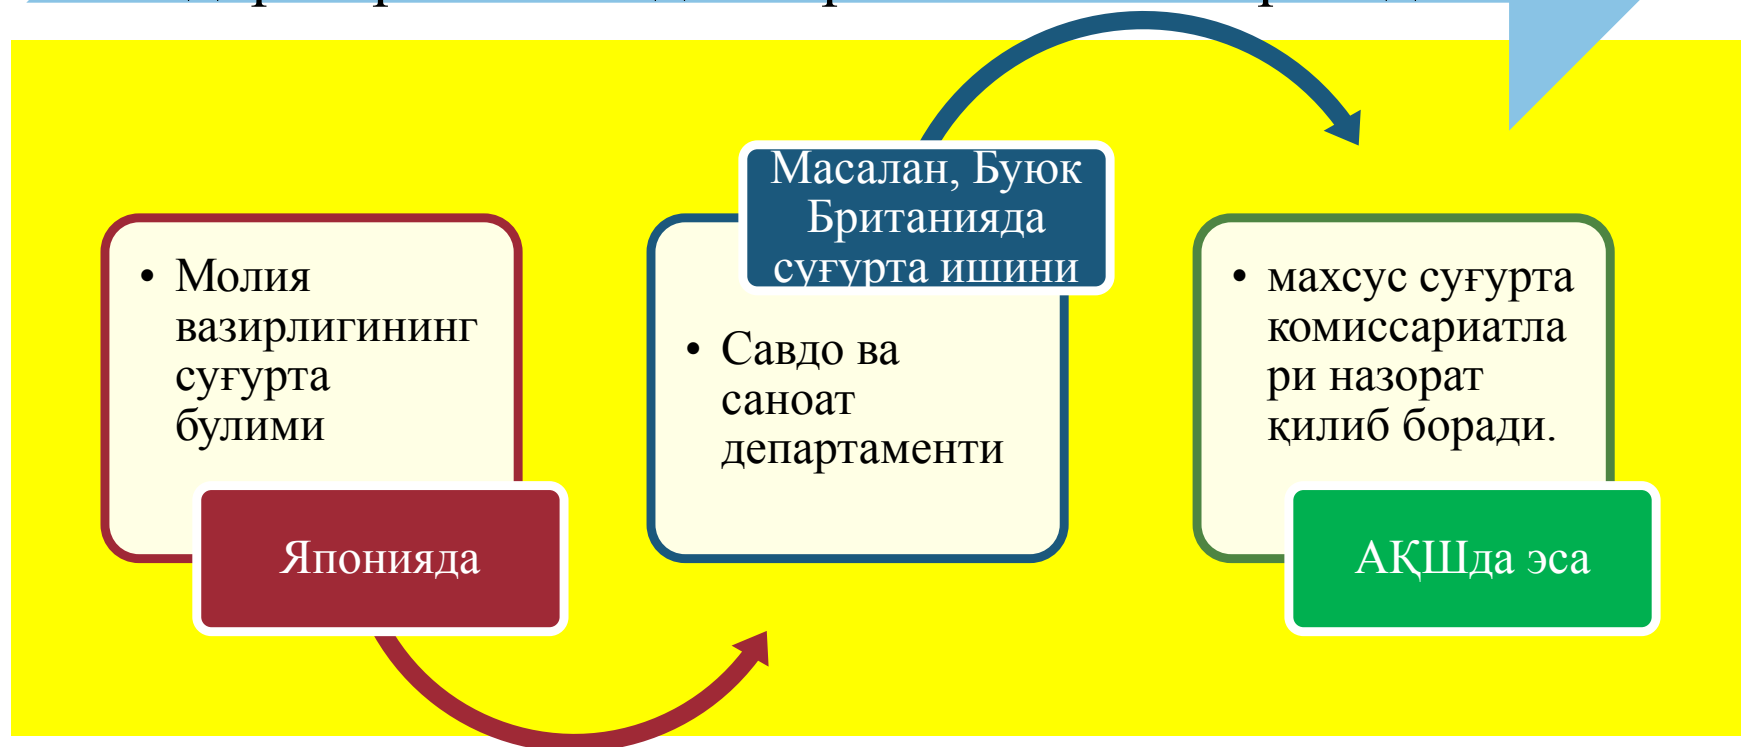 • Молия
вазирлигининг
суғурта
булими
Японияда
Масалан, Буюк
Британияда
суғурта ишини
• Савдо ва
саноат
департаменти
• махсус суғурта
комиссариатла
ри назорат
қилиб боради.
АҚШда эса